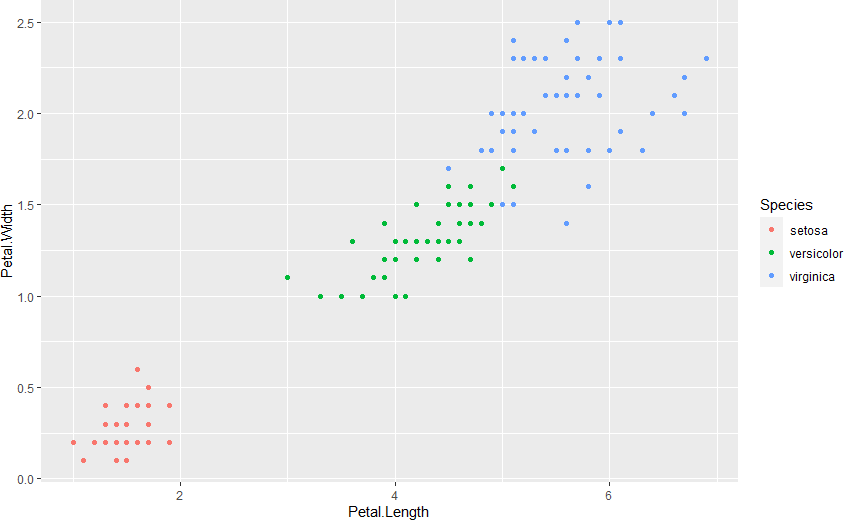 2.5
2.0
1.5
1.0
0.5
0.0
Petal.Width
2 4 6
Petal.Length
Species
setosa
versicolor
virginica